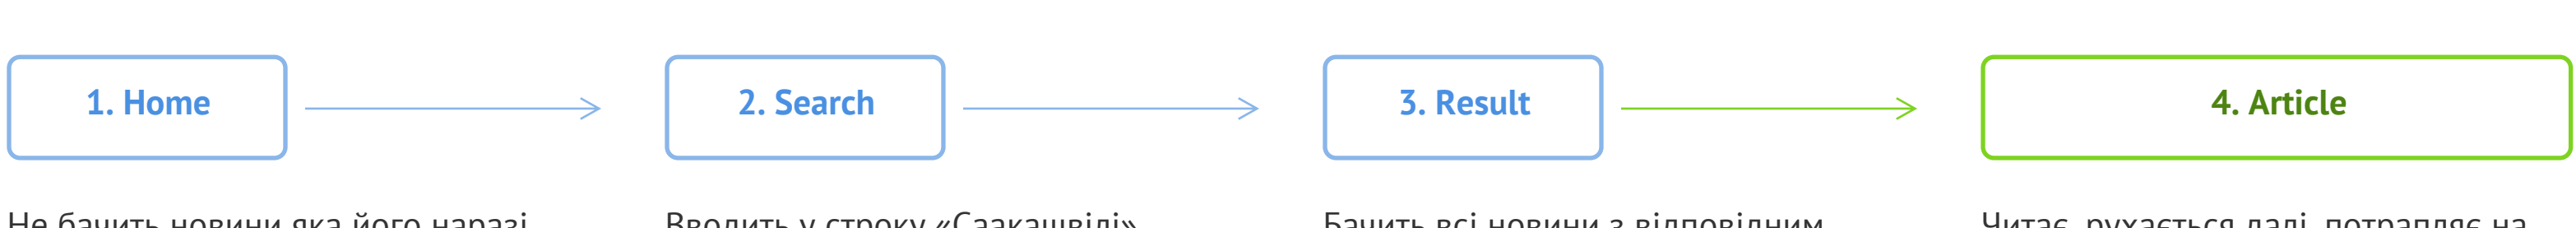 1. Home
2. Search
3. Result
4. Article
Не бачить новини яка його наразі
Вводить у строку «Саакашвілі»
Бачить всі новини з відповідним
Читає, рухається далі, потрапляє на